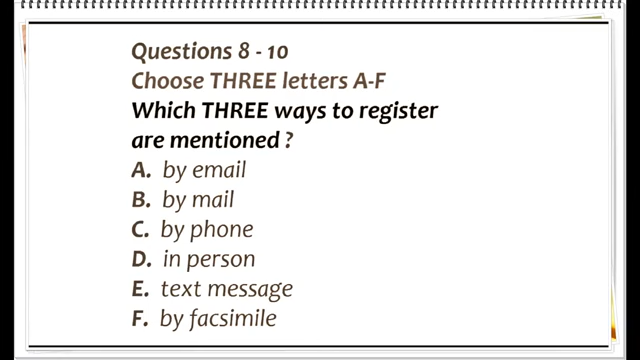 Questions 8 - 10
Choose THREE letters A-F
Which THREE ways to register
are mentioned ?
A. by email
B. by mail
C. by phone
D. in person
E. text message
F. by facsimile